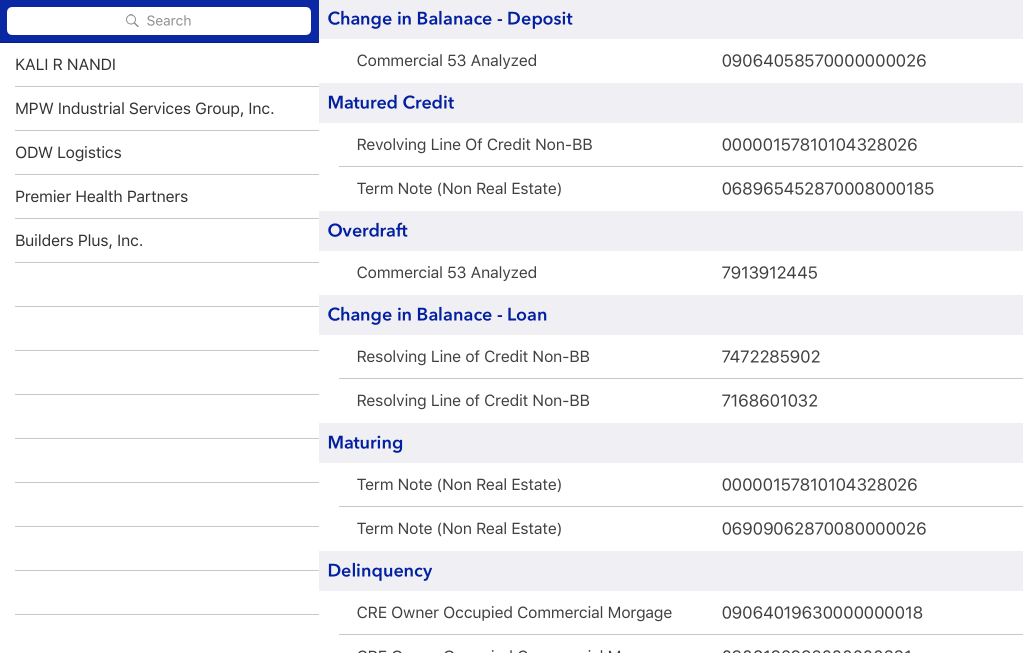 Search
KALI R NANDI
MPW Industrial Services Group, Inc.
ODW Logistics
Premier Health Partners
Builders Plus, Inc.
Change in Balanace - Deposit
Commercial 53 Analyzed 09064058570000000026
Matured Credit
Revolving Line Of Credit Non-BB 00000157810104328026
Term Note (Non Real Estate) 068965452870008000185
Overdraft
Commercial 53 Analyzed 7913912445
Change in Balanace - Loan
Resolving Line of Credit Non-BB 7472285902
Resolving Line of Credit Non-BB 7168601032
Maturing
Term Note (Non Real Estate) 00000157810104328026
Term Note (Non Real Estate) 06909062870080000026
Delinquency
CRE Owner Occupied Commercial Morgage 09064019630000000018